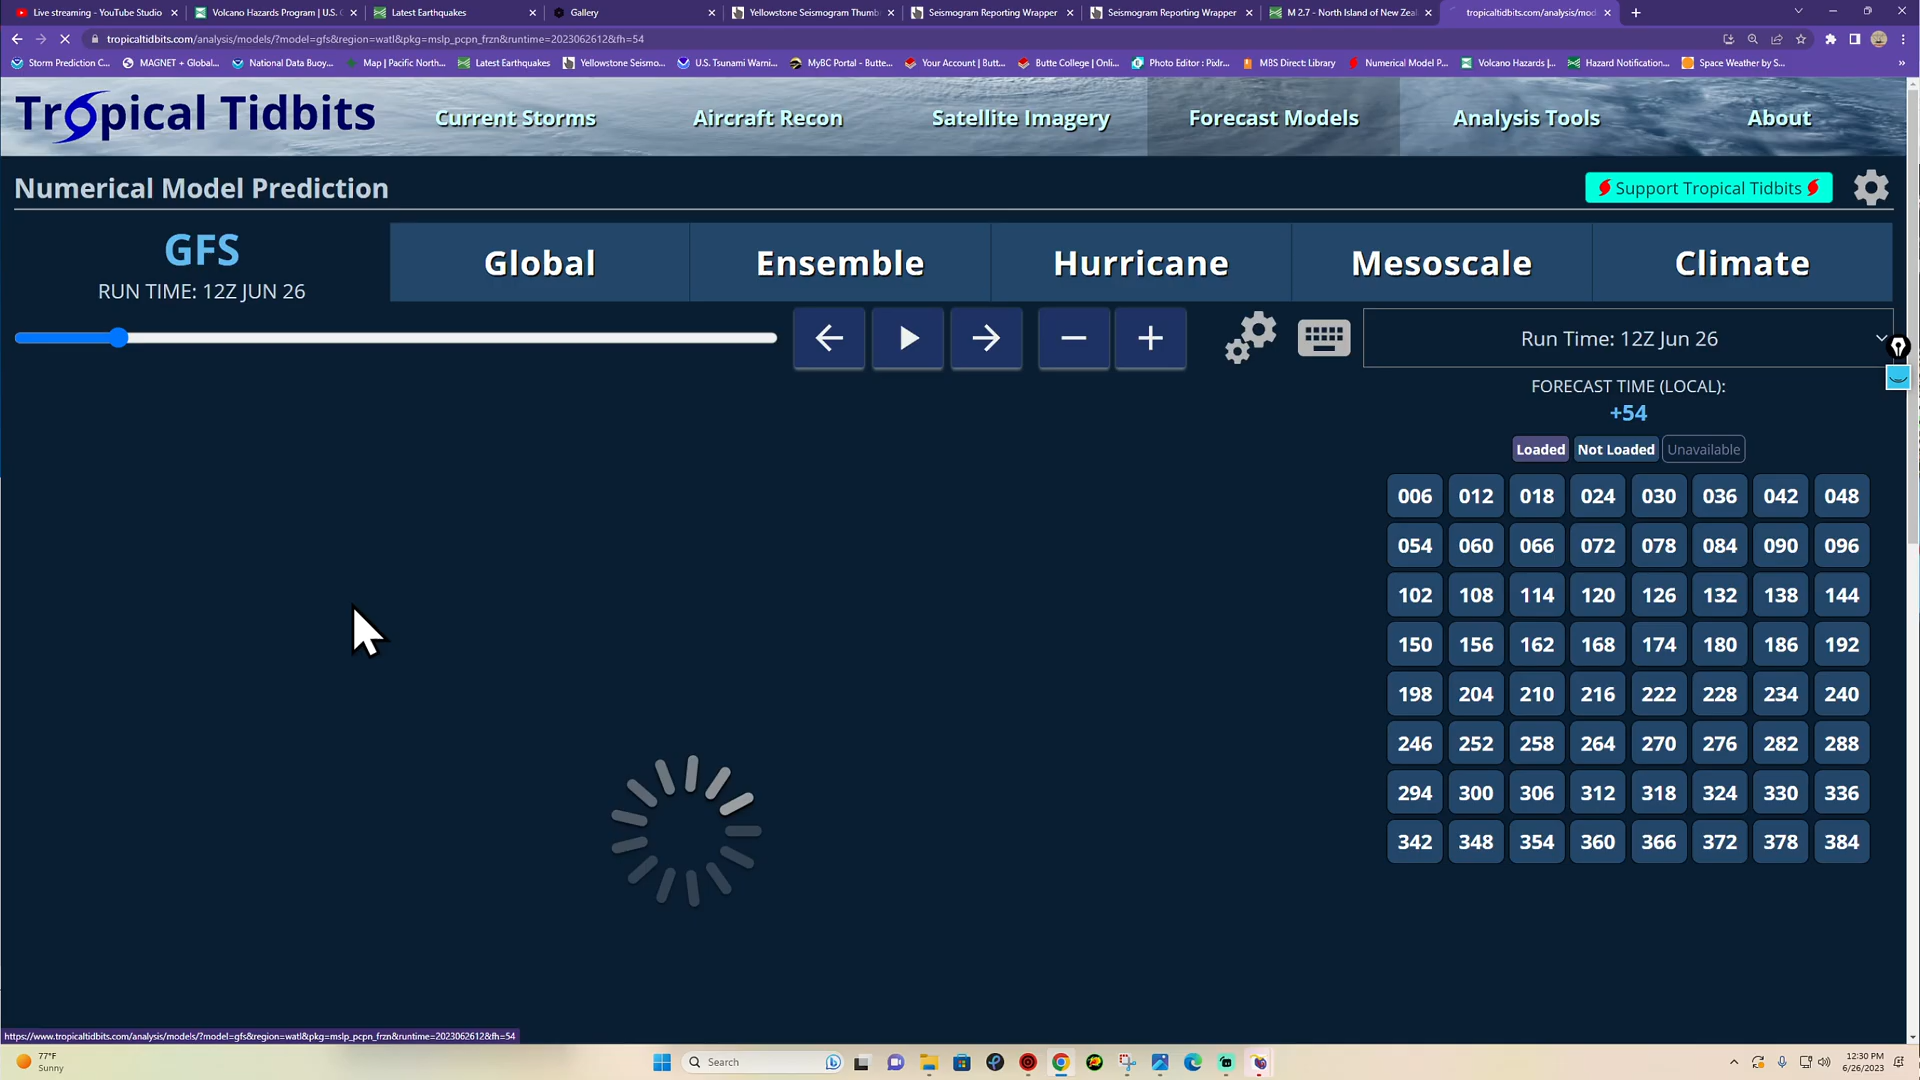 Live streaming - YouTube Studio
Volcano Hazards Program | U.S. G
Latest Earthquakes
Gallery
Yellowstone Seismogram Thumb
Seismogram Reporting Wrapper
Seismogram Reporting Wrapper
M 2.7 - North Island of New Zea
tropicaltidbits.com/analysis/mod
tropicaltidbits.com/analysis/models/?model=gfs&region=watl&pkg=mslp_pcpn_frzn&runtime=2023062612&fh=54
Storm Prediction C...
MAGNET + Global...
National Data Buoy...
Map | Pacific North...
Latest Earthquakes
Yellowstone Seismo...
U.S. Tsunami Warni...
MyBC Portal - Butte...
Your Account | Butt...
Butte College | Onli...
Photo Editor : Pixlr...
MBS Direct Library
Numerical Model P...
Volcano Hazards |...
Hazard Notification...
Space Weather by S...
Tropical Tidbits
Current Storms
Aircraft Recon
Satellite Imagery
Forecast Models
Analysis Tools
About
Numerical Model Prediction
Support Tropical Tidbits
GFS
RUN TIME: 12Z JUN 26
Global
Ensemble
Hurricane
Mesoscale
Climate
Run Time: 12Z Jun 26
FORECAST TIME (LOCAL):
+54
Loaded Not Loaded Unavailable
006 012 018 024 030 036 042 048
054 060 066 072 078 084 090 096
102 108 114 120 126 132 138 144
150 156 162 168 174 180 186 192
198 204 210 216 222 228 234 240
246 252 258 264 270 276 282 288
294 300 306 312 318 324 330 336
342 348 354 360 366 372 378 384
https://www.tropicaltidbits.com/analysis/models/?model=gfs&region=watl&pkg=mslp_pcpn_frzn&runtime=2023062612&fh=54
77°F
Sunny
Search
12:30 PM
6/26/2023